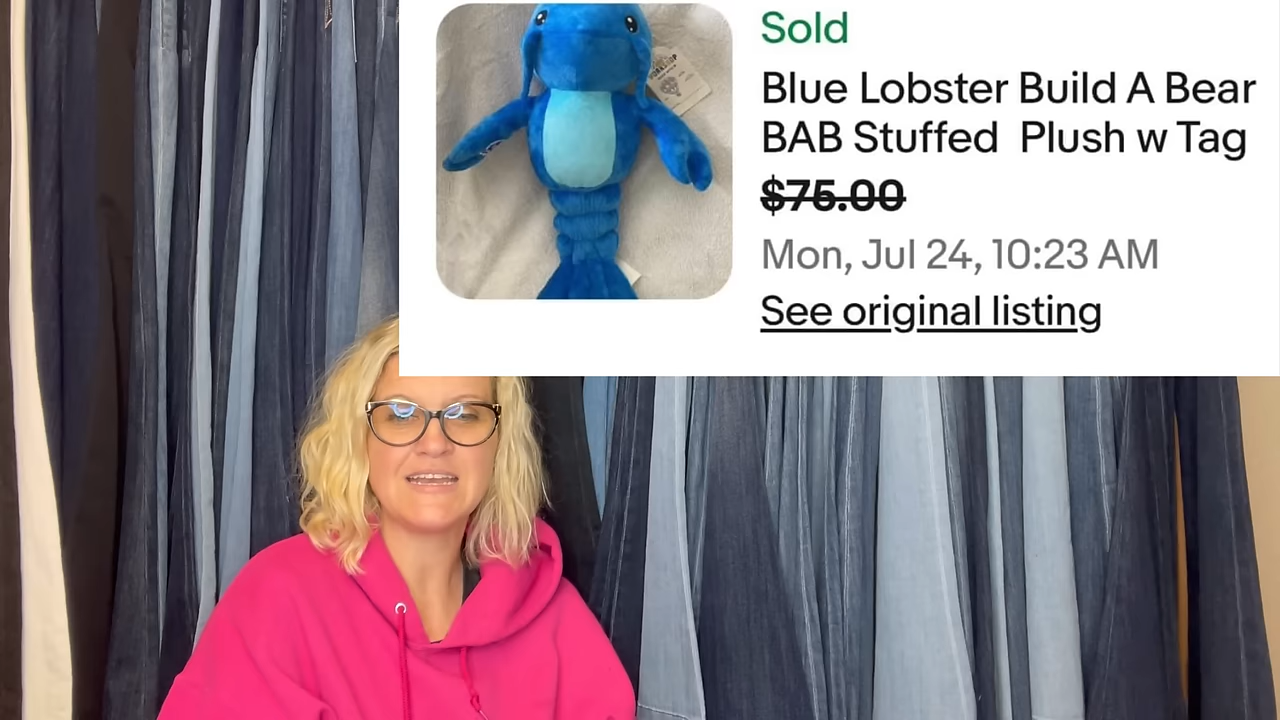 Sold
Blue Lobster Build A Bear
BAB Stuffed Plush w Tag
$75.00
Mon, Jul 24, 10:23 AM
See original listing